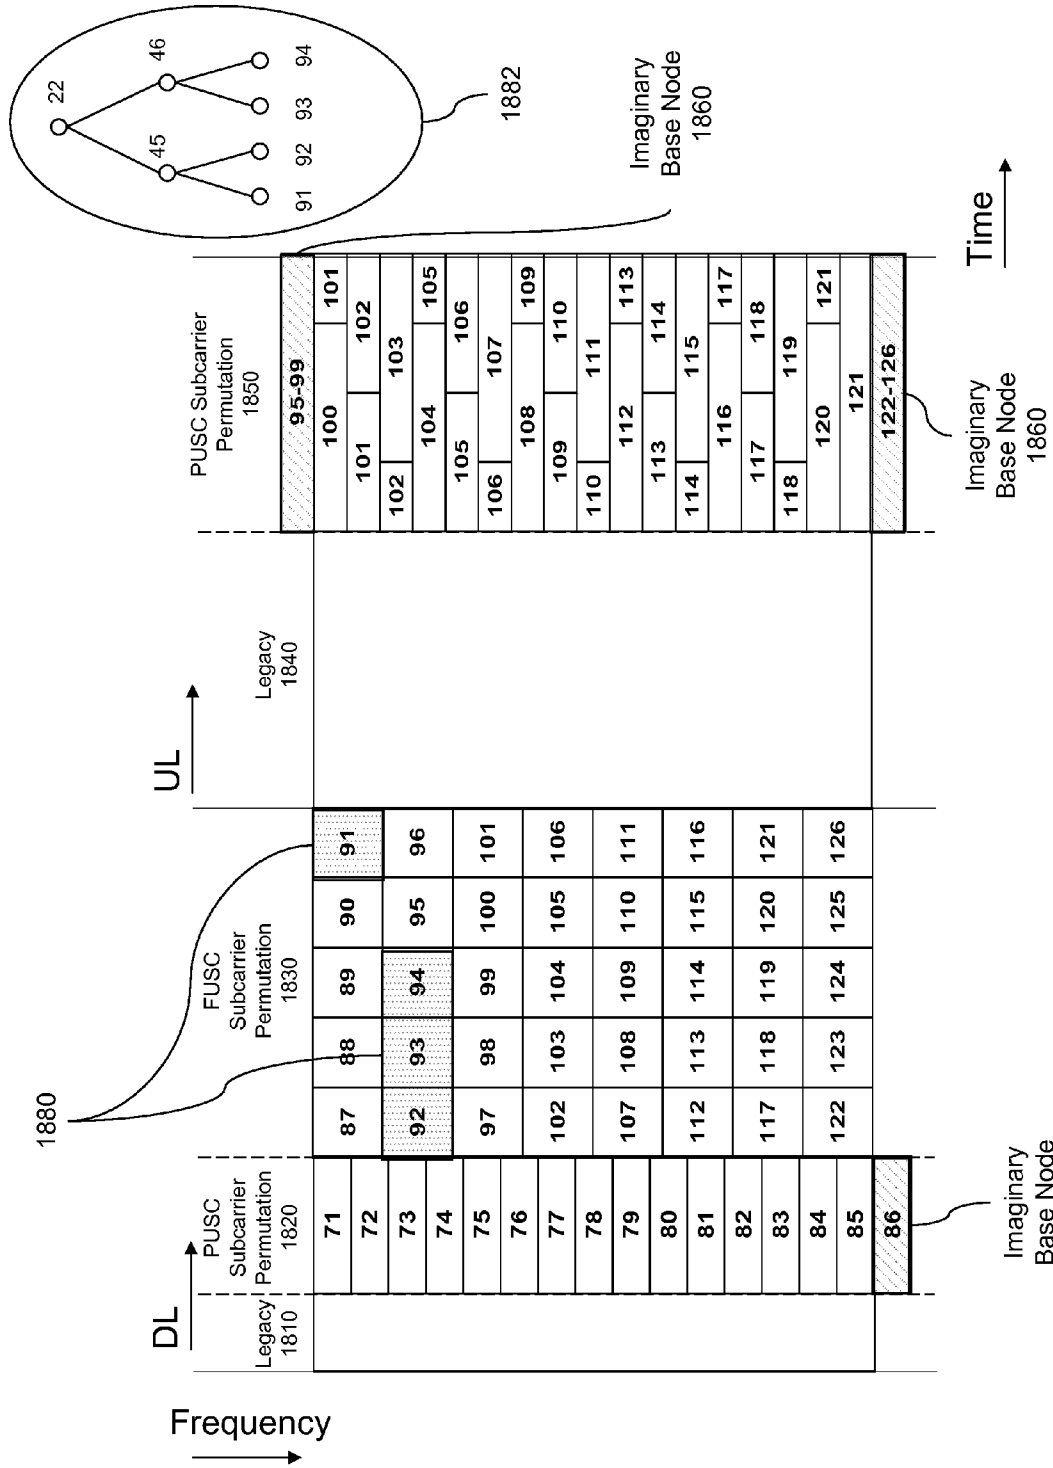 Frequency
DL
UL
Time
Legacy
1810
PUSC
Subcarrier
Permutation
1820
FUSC
Subcarrier
Permutation
1830
Legacy
1840
PUSC Subcarrier
Permutation
1850
1880
22
45
46
91
92
93
94
1882
71
72
73
74
75
76
77
78
79
80
81
82
83
84
85
86
87 88 89 90 91
92 93 94 95 96
97 98 99 100 101
102 103 104 105 106
107 108 109 110 111
112 113 114 115 116
117 118 119 120 121
122 123 124 125 126
95-99
100 101
101 102
102 103
104 105
105 106
106 107
108 109
109 110
110 111
112 113
113 114
114 115
116 117
117 118
118 119
120 121
121
122-126
Imaginary
Base Node
1860
Imaginary
Base Node
1860
Imaginary
Base Node